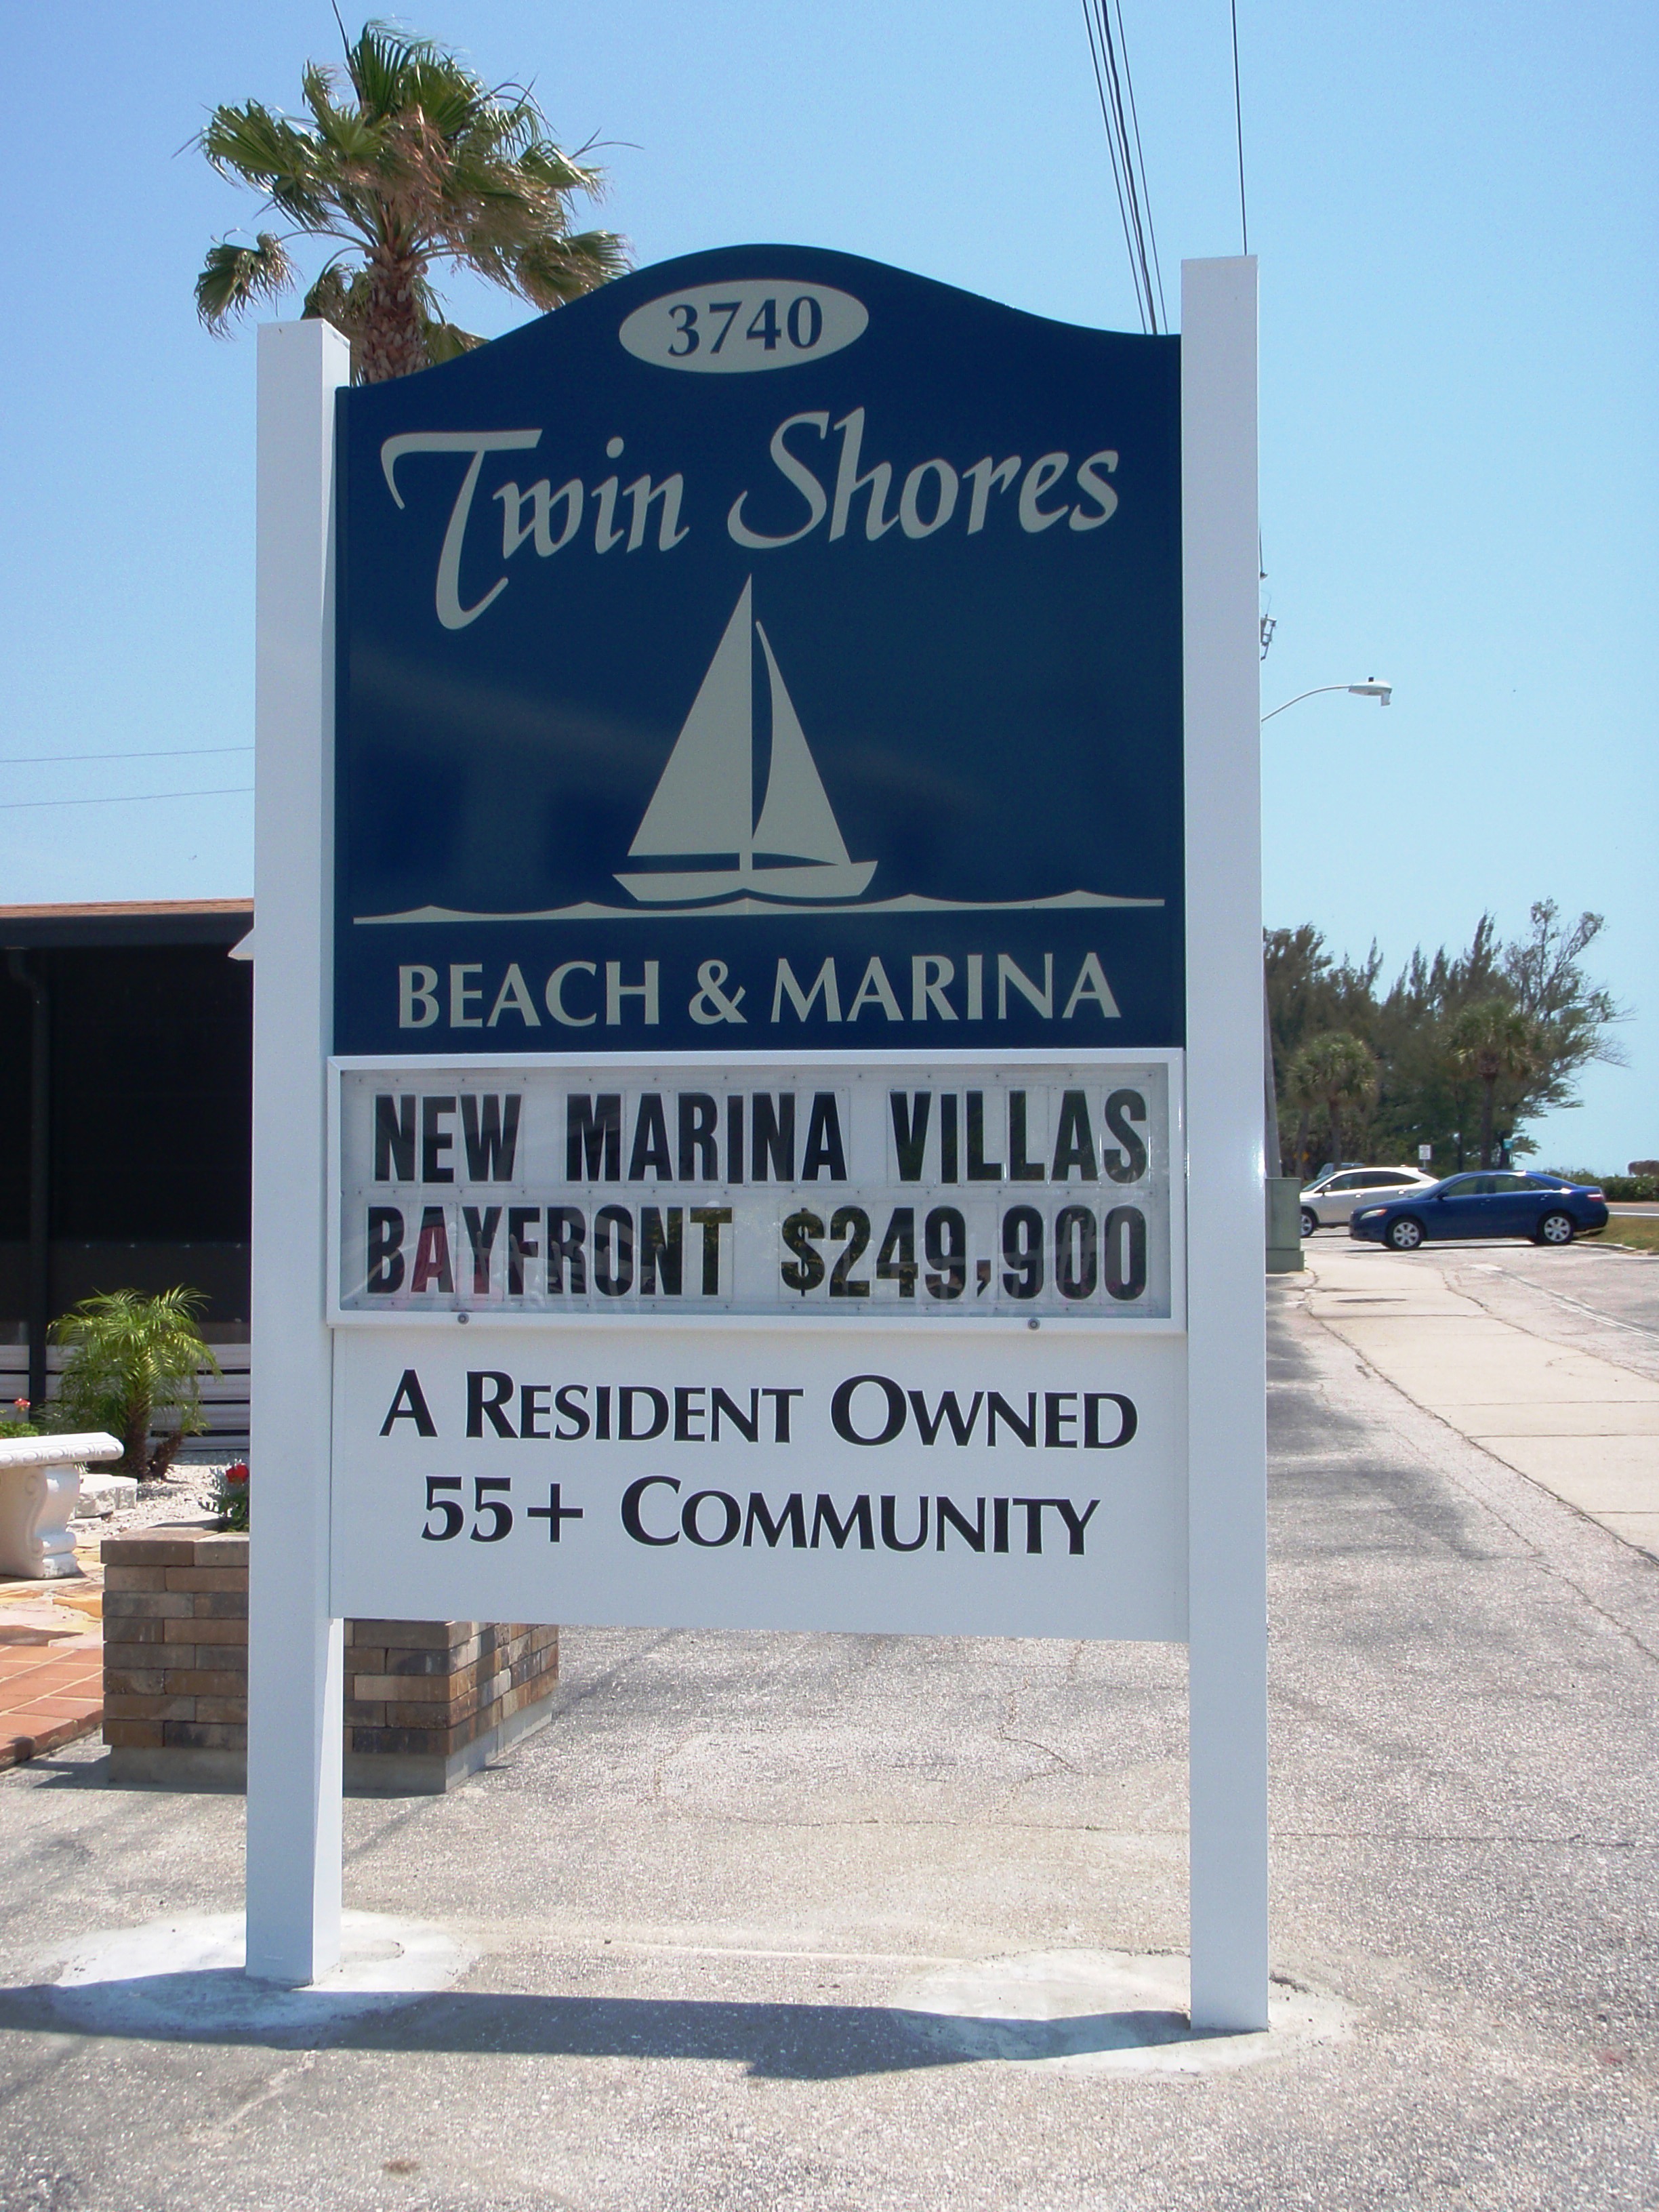 3740
Twin Shores
BEACH & MARINA
NEW MARINA VILLAS
BAYFRONT $249,900
A RESIDENT OWNED
55+ COMMUNITY